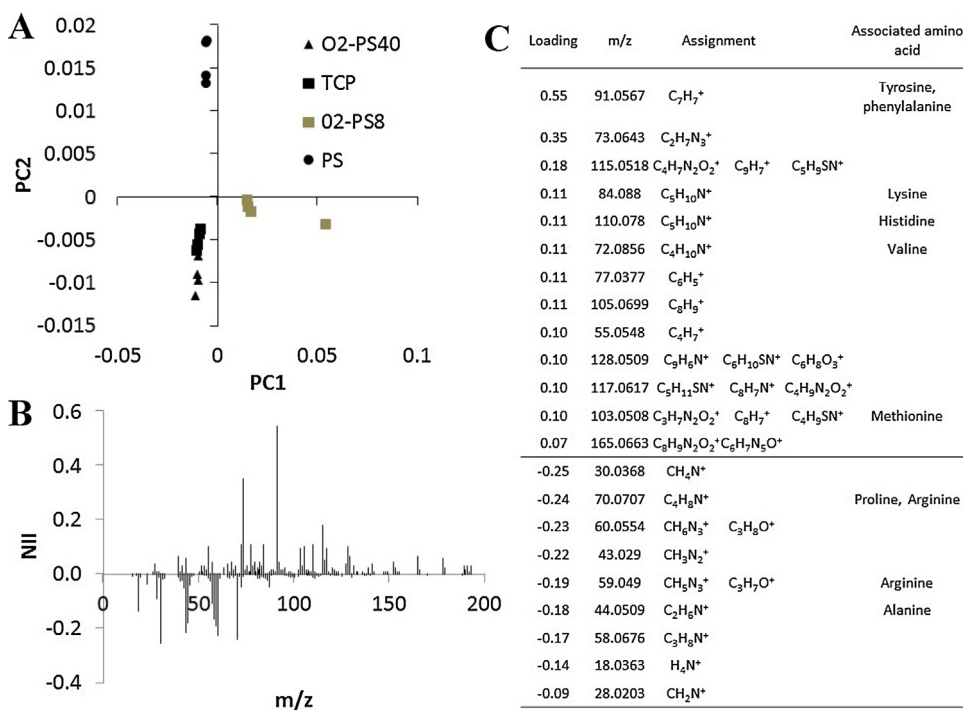 A
0.02
0.015
0.01
0.005
0
-0.005
-0.01
-0.015
PC2
-0.05 0 0.05 0.1
PC1
O2-PS40
TCP
02-PS8
PS
B
0.6
0.4
0.2
0.0
-0.2
-0.4
NII
0 50 100 150 200
m/z
C
Loading m/z Assignment Associated amino acid
0.55 91.0567 C₇H₇⁺ Tyrosine, phenylalanine
0.35 73.0643 C₂H₇N₃⁺
0.18 115.0518 C₄H₇N₂O₂⁺ C₉H₇⁺ C₅H₉SN⁺
0.11 84.088 C₅H₁₀N⁺ Lysine
0.11 110.078 C₅H₁₀N⁺ Histidine
0.11 72.0856 C₄H₁₀N⁺ Valine
0.11 77.0377 C₆H₅⁺
0.11 105.0699 C₈H₉⁺
0.10 55.0548 C₄H₇⁺
0.10 128.0509 C₉H₆N⁺ C₆H₁₀SN⁺ C₆H₈O₃⁺
0.10 117.0617 C₅H₁₁SN⁺ C₈H₇N⁺ C₄H₉N₂O₂⁺
0.10 103.0508 C₃H₇N₂O₂⁺ C₈H₇⁺ C₄H₉SN⁺ Methionine
0.07 165.0663 C₈H₉N₂O₂⁺ C₆H₇N₅O⁺
-0.25 30.0368 CH₄N⁺
-0.24 70.0707 C₄H₈N⁺ Proline, Arginine
-0.23 60.0554 CH₆N₃⁺ C₃H₈O⁺
-0.22 43.029 CH₃N₂⁺
-0.19 59.049 CH₅N₃⁺ C₃H₇O⁺ Arginine
-0.18 44.0509 C₂H₆N⁺ Alanine
-0.17 58.0676 C₃H₈N⁺
-0.14 18.0363 H₄N⁺
-0.09 28.0203 CH₂N⁺